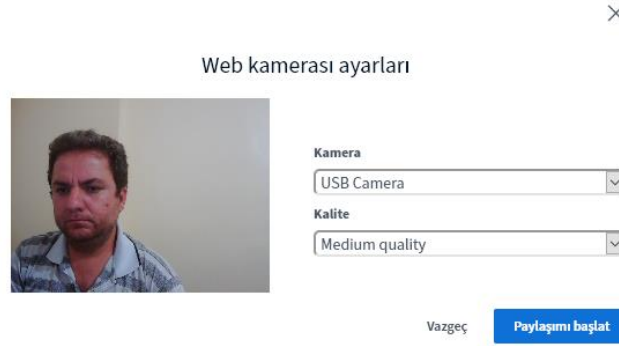 Web kamerası ayarları
Kamera
USB Camera
Kalite
Medium quality
Vazgeç
Paylaşımı başlat